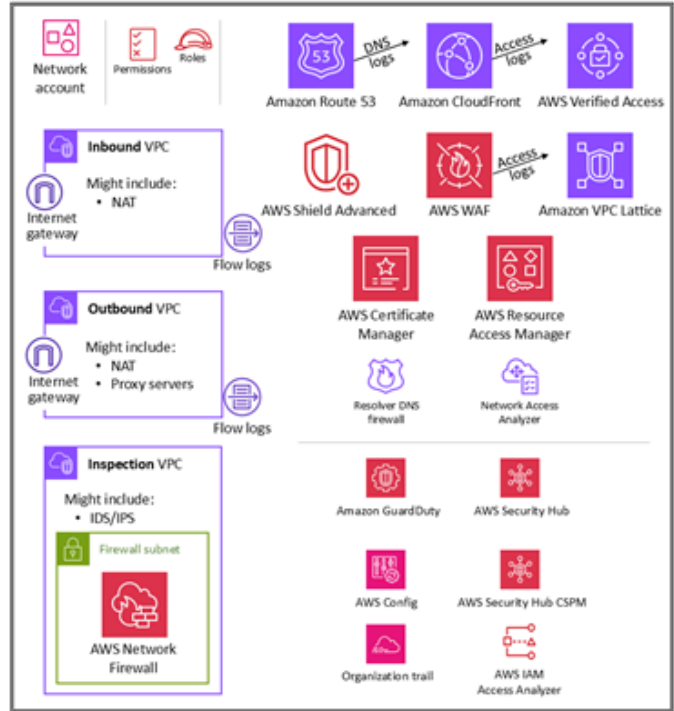 Network
account
Permissions
Roles
53
DNS
logs
Access
logs
Amazon Route 53
Amazon CloudFront
AWS Verified Access
Inbound VPC
Might include:
• NAT
Internet
gateway
Flow logs
AWS Shield Advanced
AWS WAF
Access
logs
Amazon VPC Lattice
AWS Certificate
Manager
AWS Resource
Access Manager
Outbound VPC
Might include:
• NAT
• Proxy servers
Internet
gateway
Flow logs
Resolver DNS
firewall
Network Access
Analyzer
Inspection VPC
Might include:
• IDS/IPS
Firewall subnet
AWS Network
Firewall
Amazon GuardDuty
AWS Security Hub
AWS Config
AWS Security Hub CSPM
Organization trail
AWS IAM
Access Analyzer